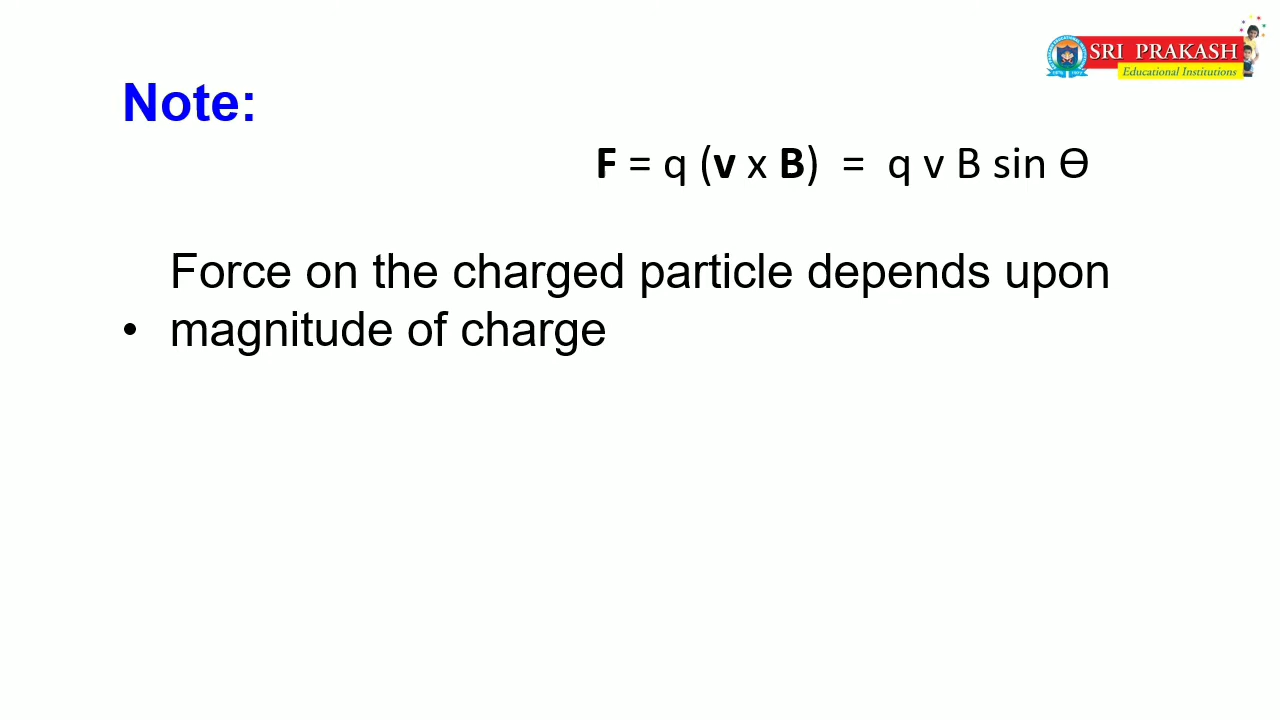 SRI PRAKASH
Educational Institutions
Note:
F = q (v x B) = q v B sin Ɵ
Force on the charged particle depends upon
• magnitude of charge